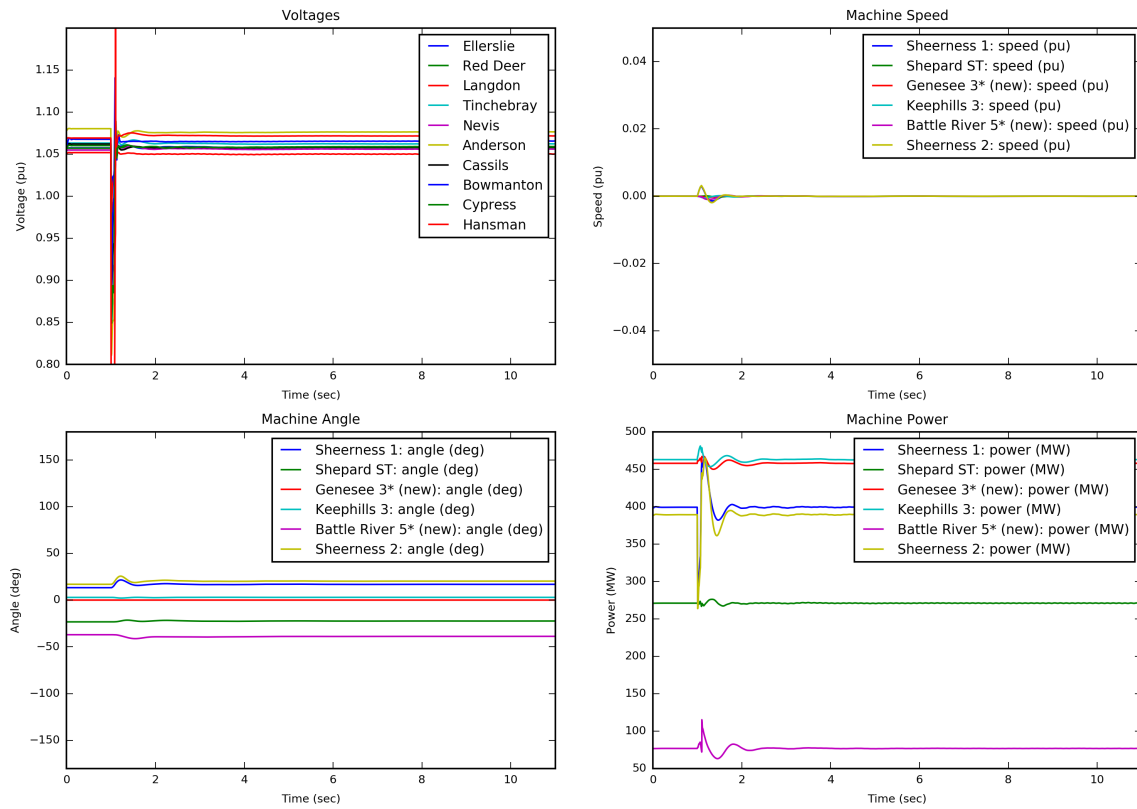 Voltages
Voltage (pu)
1.15
1.10
1.05
1.00
0.95
0.90
0.85
0.80
0 2 4 6 8 10
Time (sec)
Ellerslie
Red Deer
Langdon
Tinchebray
Nevis
Anderson
Cassils
Bowmanton
Cypress
Hansman
Machine Speed
Speed (pu)
0.04
0.02
0.00
−0.02
−0.04
0 2 4 6 8 10
Time (sec)
Sheerness 1: speed (pu)
Shepard ST: speed (pu)
Genesee 3* (new): speed (pu)
Keephills 3: speed (pu)
Battle River 5* (new): speed (pu)
Sheerness 2: speed (pu)
Machine Angle
Angle (deg)
150
100
50
0
−50
−100
−150
0 2 4 6 8 10
Time (sec)
Sheerness 1: angle (deg)
Shepard ST: angle (deg)
Genesee 3* (new): angle (deg)
Keephills 3: angle (deg)
Battle River 5* (new): angle (deg)
Sheerness 2: angle (deg)
Machine Power
Power (MW)
500
450
400
350
300
250
200
150
100
50
0 2 4 6 8 10
Time (sec)
Sheerness 1: power (MW)
Shepard ST: power (MW)
Genesee 3* (new): power (MW)
Keephills 3: power (MW)
Battle River 5* (new): power (MW)
Sheerness 2: power (MW)